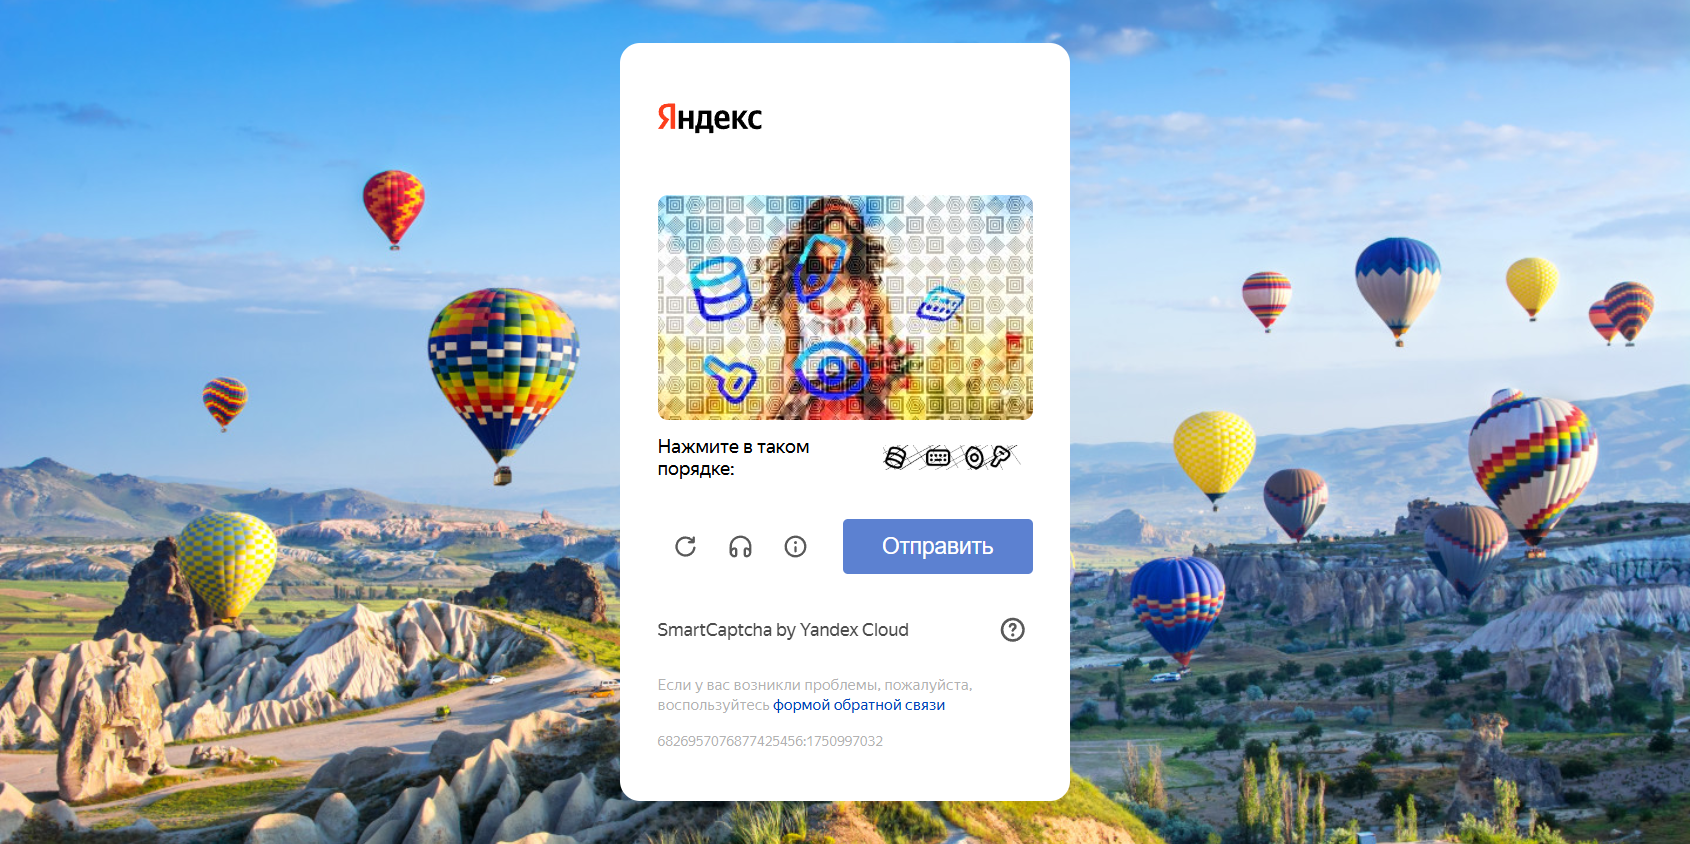 Яндекс
Нажмите в таком
порядке:
Отправить
SmartCaptcha by Yandex Cloud
Если у вас возникли проблемы, пожалуйста,
воспользуйтесь формой обратной связи
6826957076877425456:1750997032